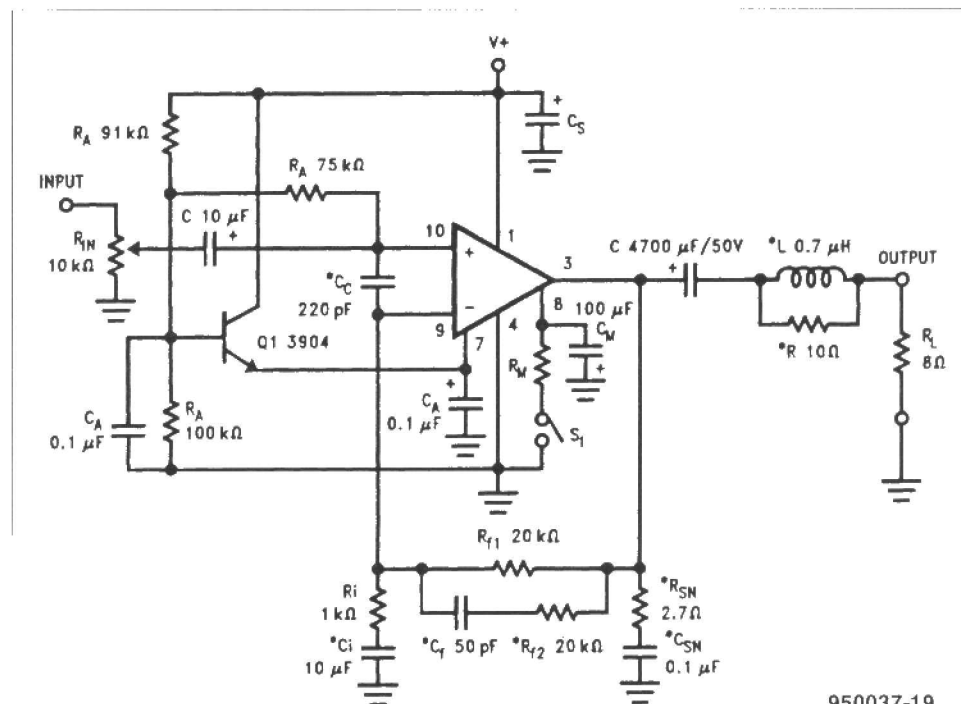 V+
+
C_S
R_A 91 kΩ
R_A 75 kΩ
INPUT
C 10 µF
+
R_IN
10 kΩ
10
+
1
*C_C
220 pF
−
9
7
4
3
8
100 µF
C_M
+
C 4700 µF/50V
+
*L 0.7 µH
OUTPUT
*R 10Ω
R_L
8Ω
Q1 3904
R_M
S_1
C_A
0.1 µF
R_A
100 kΩ
+
C_A
0.1 µF
R_f1 20 kΩ
Ri
1 kΩ
*Ci
10 µF
*C_f 50 pF
*R_f2 20 kΩ
*R_SN
2.7Ω
*C_SN
0.1 µF
950037-19